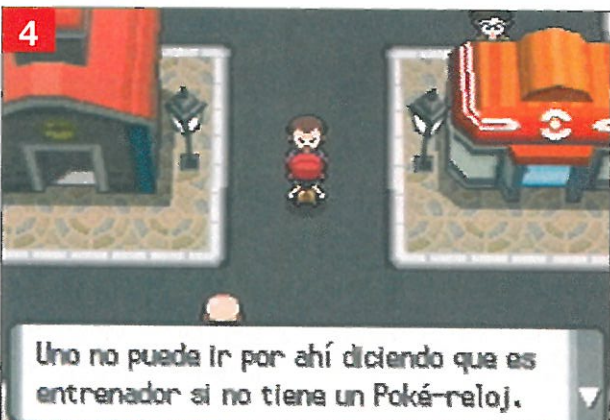 4
Uno no puede ir por ahí diciendo que es
entrenador si no tiene un Poké-reloj.